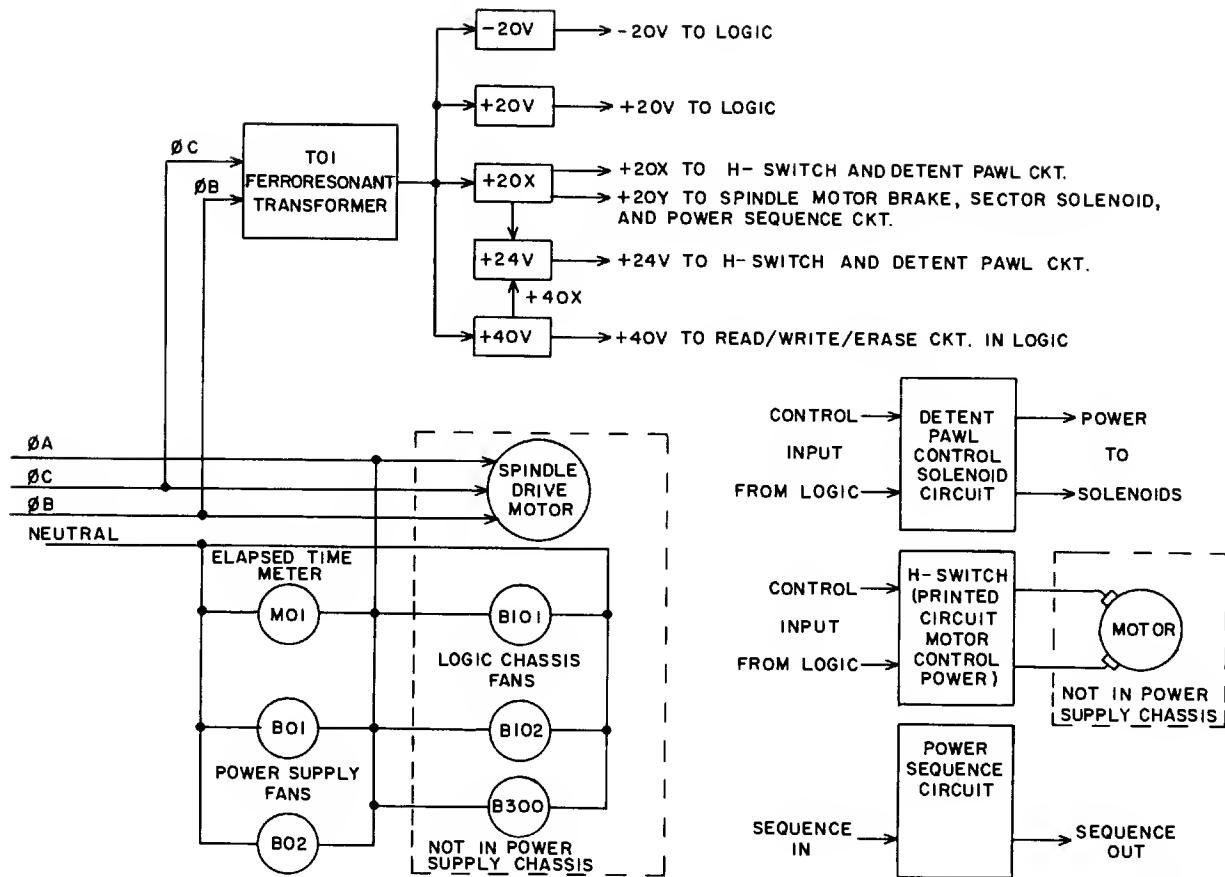 -20V
-20V TO LOGIC
+20V
+20V TO LOGIC
ØC
ØB
TO1
FERRORESONANT
TRANSFORMER
+20X
+20X TO H- SWITCH AND DETENT PAWL CKT.
+20Y TO SPINDLE MOTOR BRAKE, SECTOR SOLENOID,
AND POWER SEQUENCE CKT.
+24V
+24V TO H-SWITCH AND DETENT PAWL CKT.
+40X
+40V
+40V TO READ/WRITE/ERASE CKT. IN LOGIC
ØA
ØC
ØB
NEUTRAL
SPINDLE
DRIVE
MOTOR
ELAPSED TIME
METER
MO1
B101
LOGIC CHASSIS
FANS
BO1
B102
POWER SUPPLY
FANS
BO2
B300
NOT IN POWER
SUPPLY CHASSIS
CONTROL
INPUT
FROM LOGIC
DETENT
PAWL
CONTROL
SOLENOID
CIRCUIT
POWER
TO
SOLENOIDS
CONTROL
INPUT
FROM LOGIC
H-SWITCH
(PRINTED
CIRCUIT
MOTOR
CONTROL
POWER)
MOTOR
NOT IN POWER
SUPPLY CHASSIS
POWER
SEQUENCE
CIRCUIT
SEQUENCE
IN
SEQUENCE
OUT